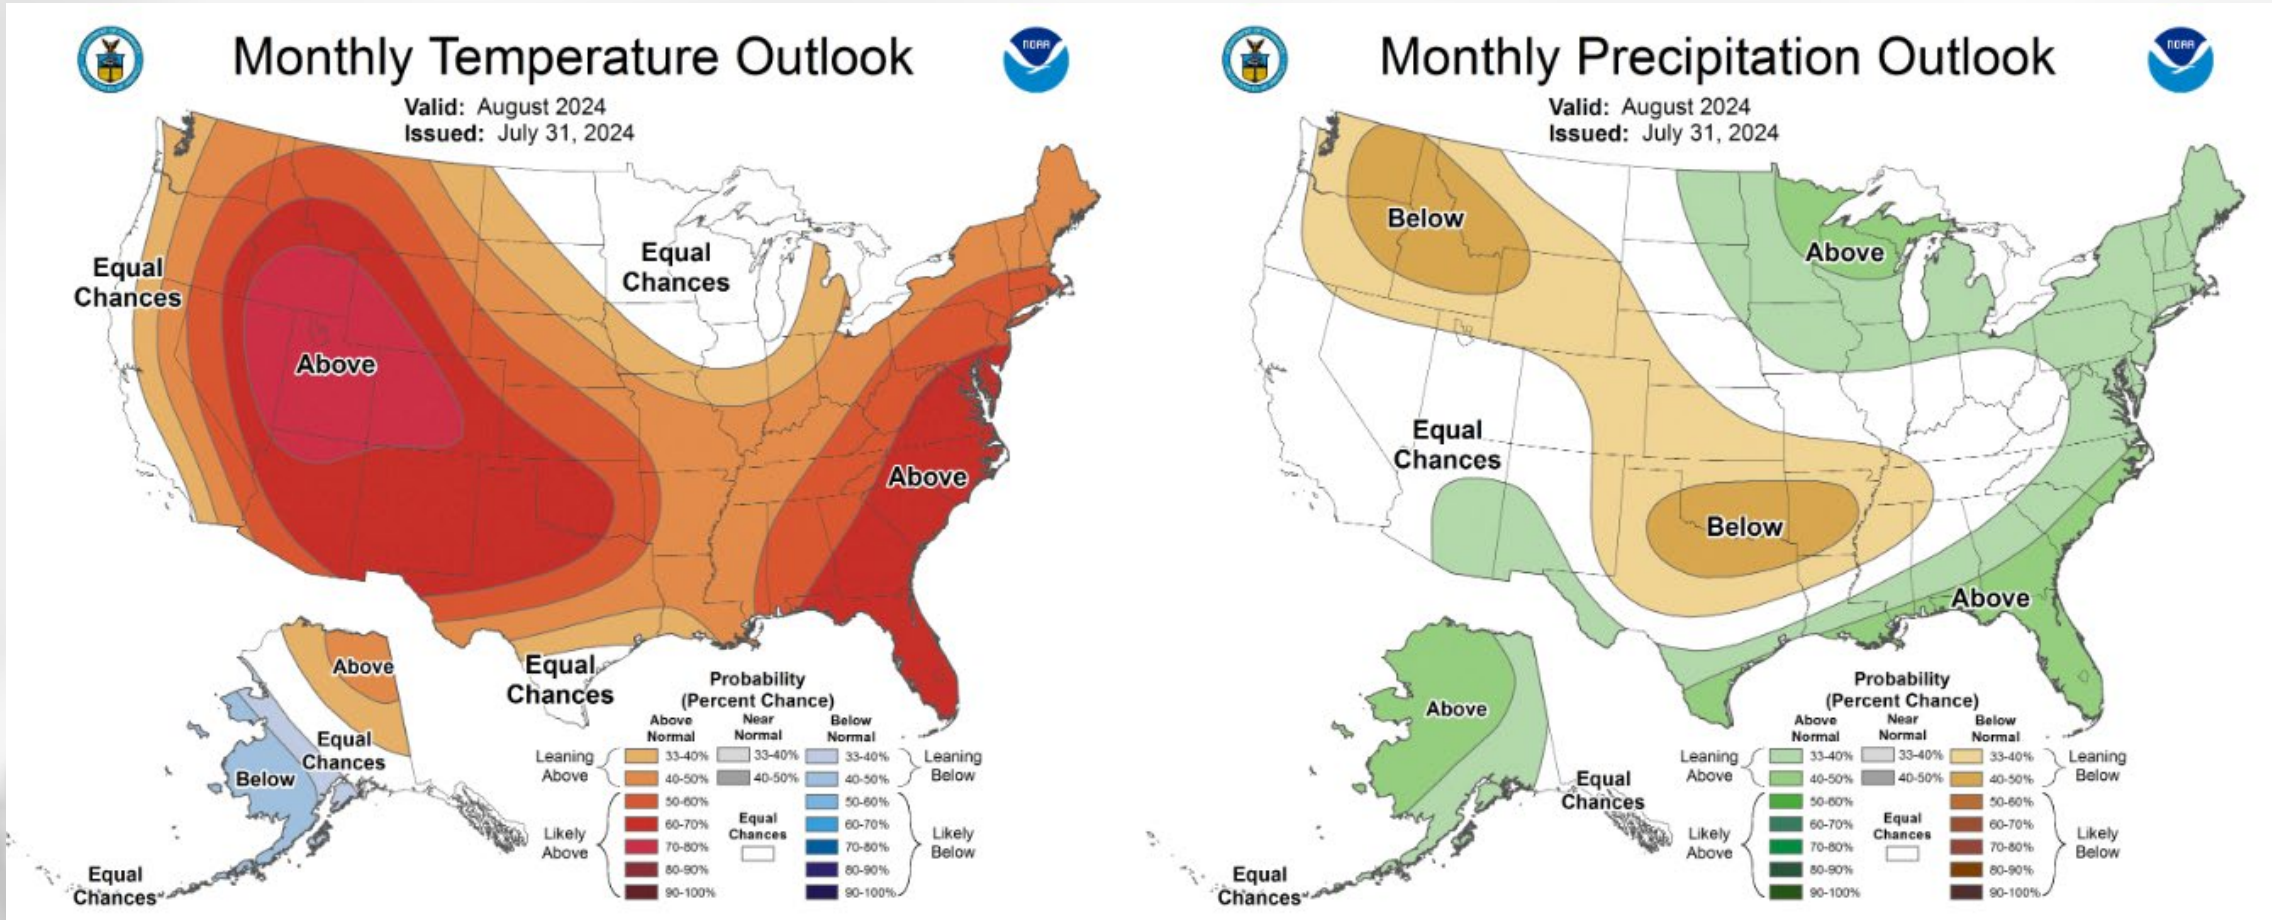 Monthly Temperature Outlook
NOAA
Valid: August 2024
Issued: July 31, 2024
Equal
Chances
Equal
Chances
Above
Above
Equal
Chances
Above
Equal
Chances
Below
Equal
Chances
Probability
(Percent Chance)
Above
Normal
Near
Normal
Below
Normal
Leaning
Above
33-40%
33-40%
33-40%
Leaning
Below
40-50%
40-50%
40-50%
Likely
Above
50-60%
50-60%
60-70%
60-70%
70-80%
70-80%
80-90%
80-90%
90-100%
90-100%
Equal
Chances
Likely
Below
Monthly Precipitation Outlook
NOAA
Valid: August 2024
Issued: July 31, 2024
Below
Above
Equal
Chances
Below
Above
Above
Equal
Chances
Equal
Chances
Probability
(Percent Chance)
Above
Normal
Near
Normal
Below
Normal
Leaning
Above
33-40%
33-40%
33-40%
Leaning
Below
40-50%
40-50%
40-50%
Likely
Above
50-60%
50-60%
60-70%
60-70%
70-80%
70-80%
80-90%
80-90%
90-100%
90-100%
Equal
Chances
Likely
Below